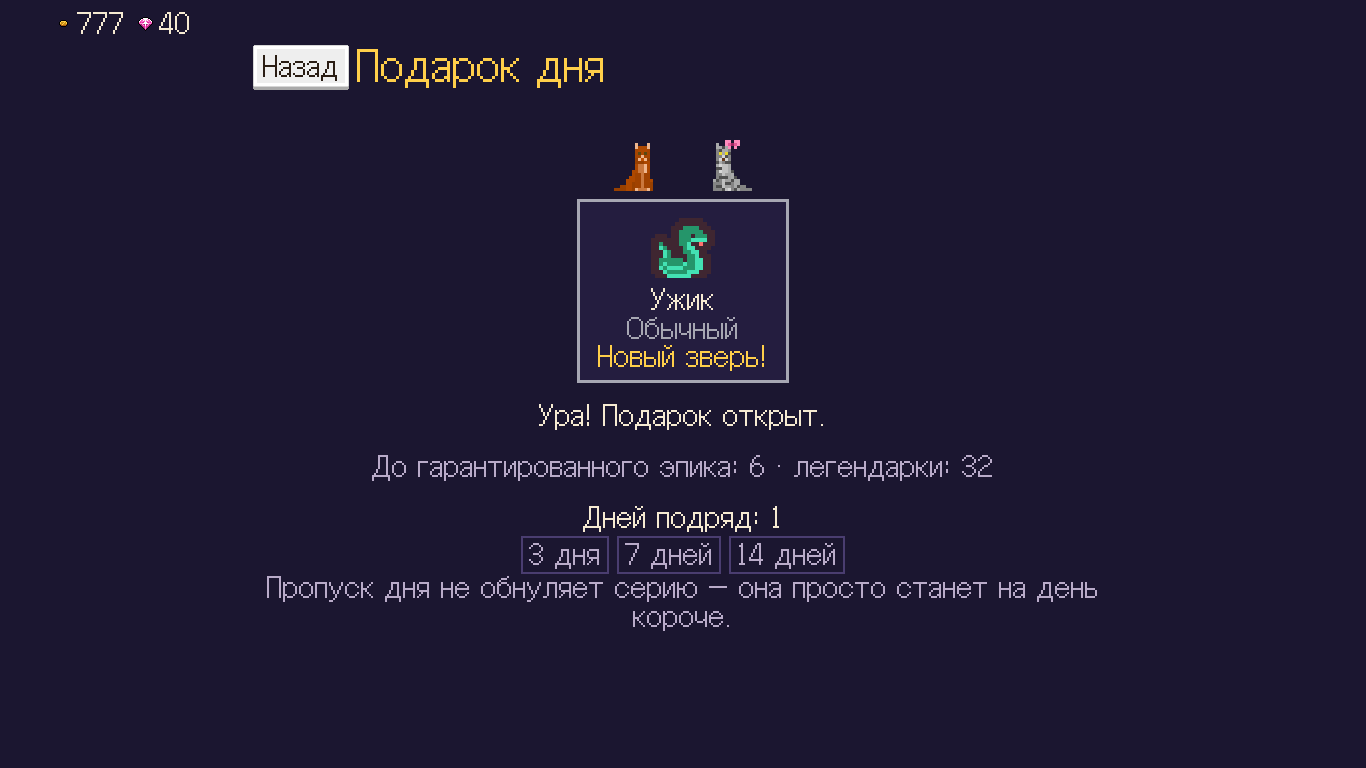 777 40
Назад Подарок дня
Ужик
Обычный
Новый зверь!
Ура! Подарок открыт.
До гарантированного эпика: 6 · легендарки: 32
Дней подряд: 1
3 дня 7 дней 14 дней
Пропуск дня не обнуляет серию — она просто станет на день
короче.